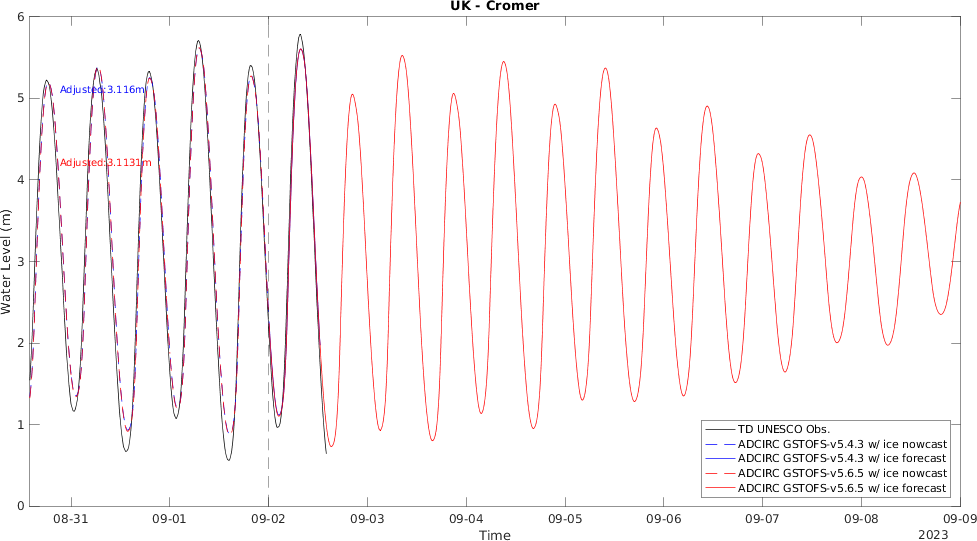 UK - Cromer
6
5
4
3
2
1
0
Water Level (m)
Adjusted:3.116m
Adjusted:3.1131m
TD UNESCO Obs.
ADCIRC GSTOFS-v5.4.3 w/ ice nowcast
ADCIRC GSTOFS-v5.4.3 w/ ice forecast
ADCIRC GSTOFS-v5.6.5 w/ ice nowcast
ADCIRC GSTOFS-v5.6.5 w/ ice forecast
08-31 09-01 09-02 09-03 09-04 09-05 09-06 09-07 09-08 09-09
Time
2023